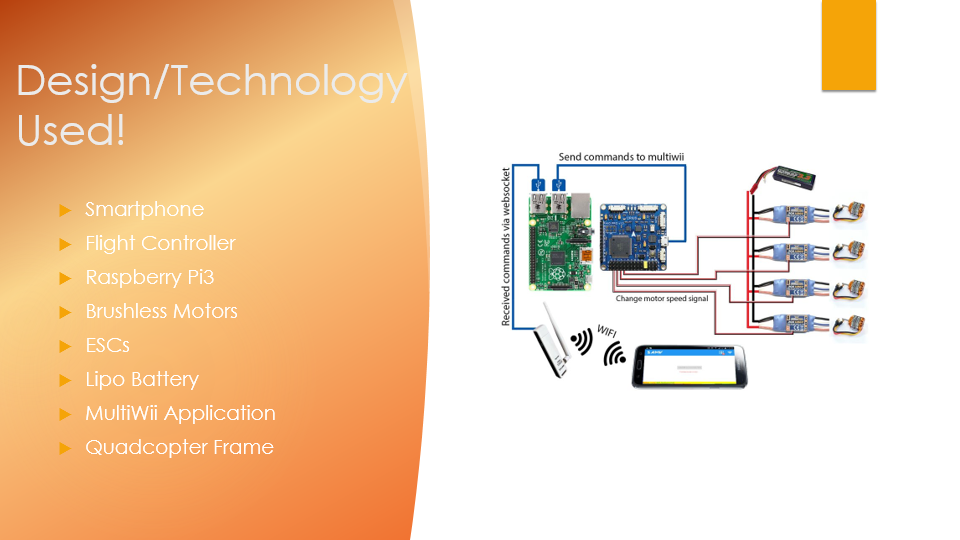 Design/Technology
Used!
Smartphone
Flight Controller
Raspberry Pi3
Brushless Motors
ESCs
Lipo Battery
MultiWii Application
Quadcopter Frame
Send commands to multiwii
Received commands via websocket
Change motor speed signal
WIFI